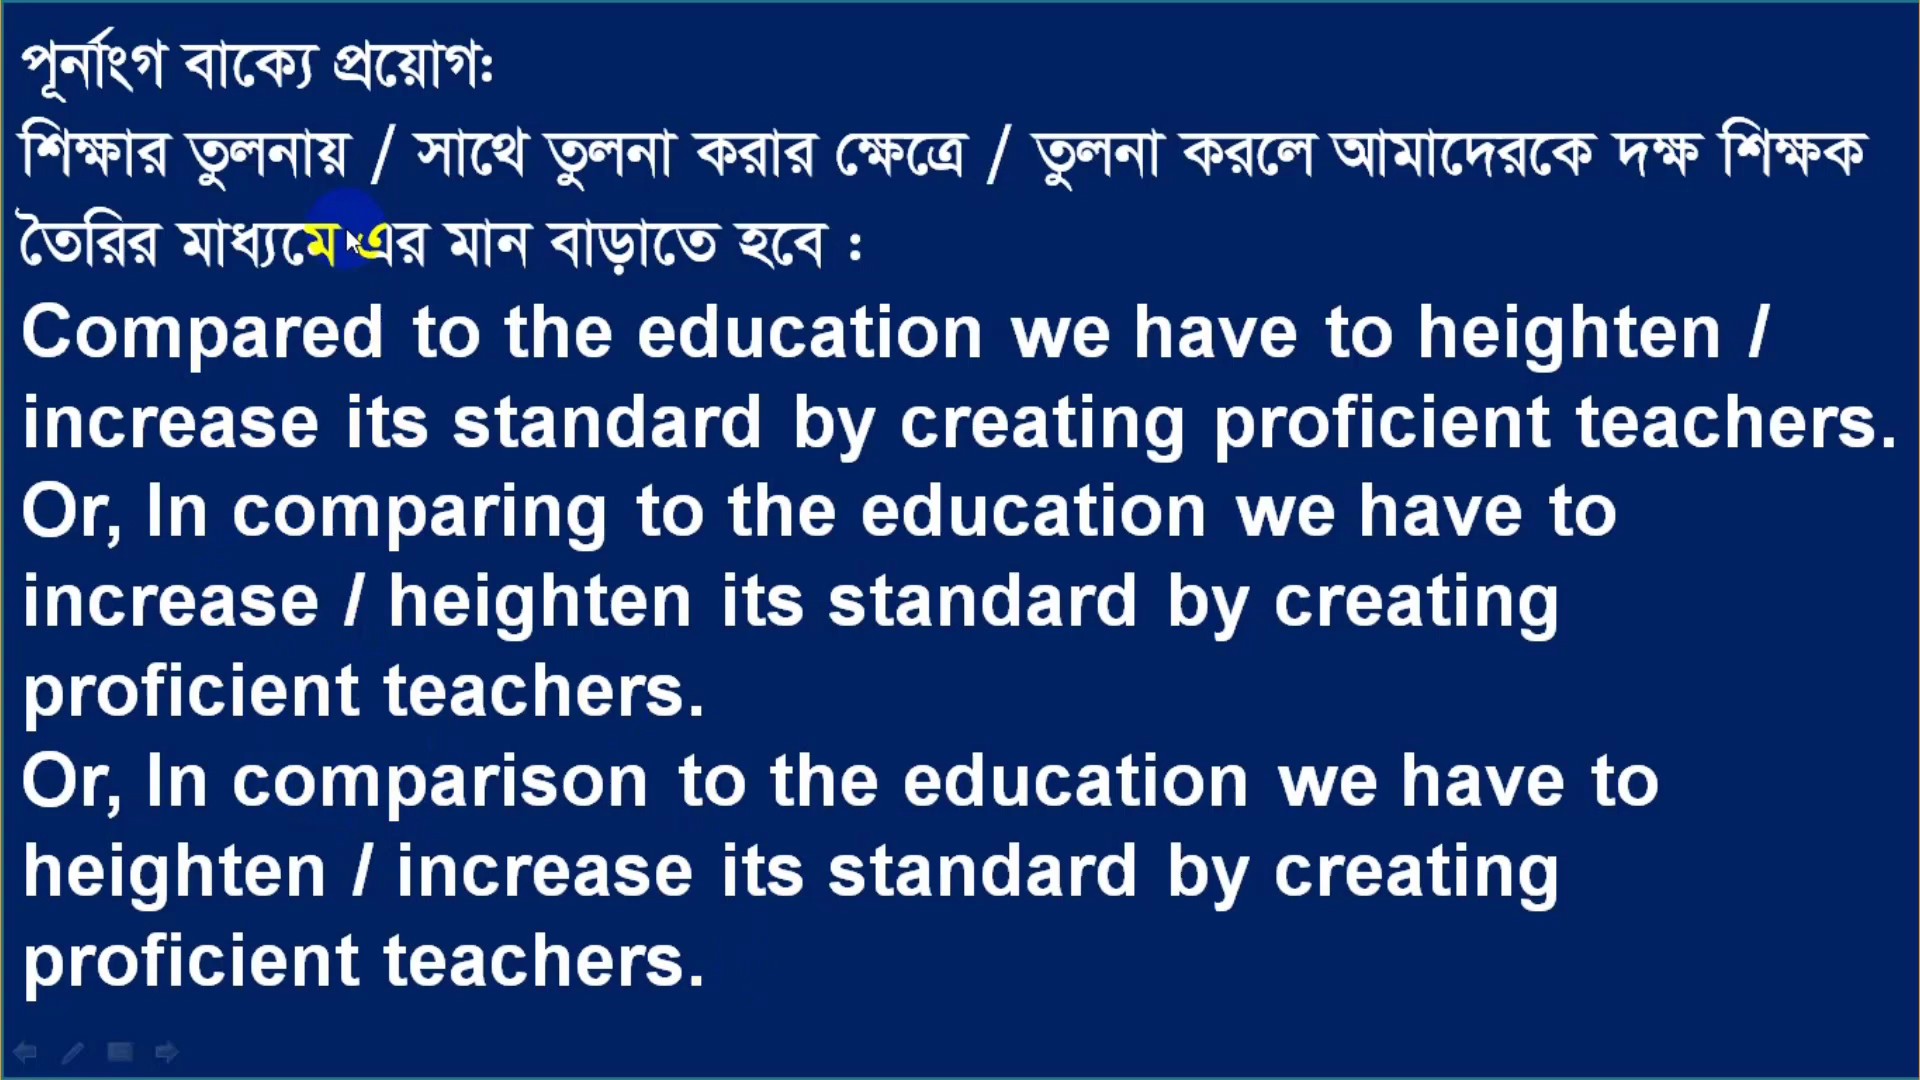 পূর্নাংগ বাক্যে প্রয়োগঃ
শিক্ষার তুলনায় / সাথে তুলনা করার ক্ষেত্রে / তুলনা করলে আমাদেরকে দক্ষ শিক্ষক
তৈরির মাধ্যমে এর মান বাড়াতে হবে ঃ
Compared to the education we have to heighten /
increase its standard by creating proficient teachers.
Or, In comparing to the education we have to
increase / heighten its standard by creating
proficient teachers.
Or, In comparison to the education we have to
heighten / increase its standard by creating
proficient teachers.